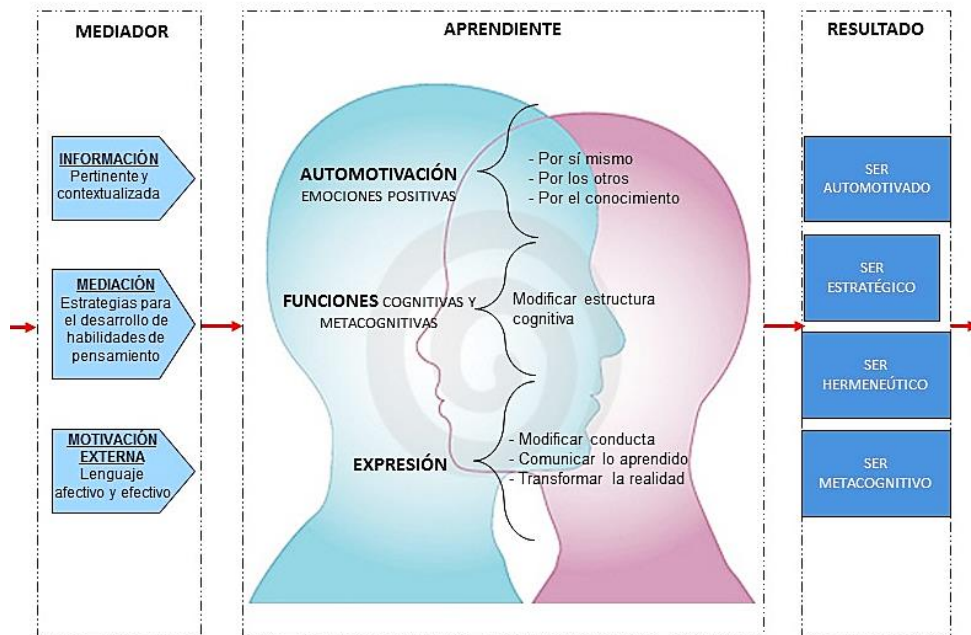 MEDIADOR
INFORMACIÓN
Pertinente y
contextualizada
MEDIACIÓN
Estrategias para
el desarrollo de
habilidades de
pensamiento
MOTIVACIÓN
EXTERNA
Lenguaje
afectivo y efectivo
APRENDIENTE
AUTOMOTIVACIÓN
EMOCIONES POSITIVAS
- Por sí mismo
- Por los otros
- Por el conocimiento
FUNCIONES COGNITIVAS Y
METACOGNITIVAS
Modificar estructura
cognitiva
EXPRESIÓN
- Modificar conducta
- Comunicar lo aprendido
- Transformar la realidad
RESULTADO
SER
AUTOMOTIVADO
SER
ESTRATÉGICO
SER
HERMENEÚTICO
SER
METACOGNITIVO